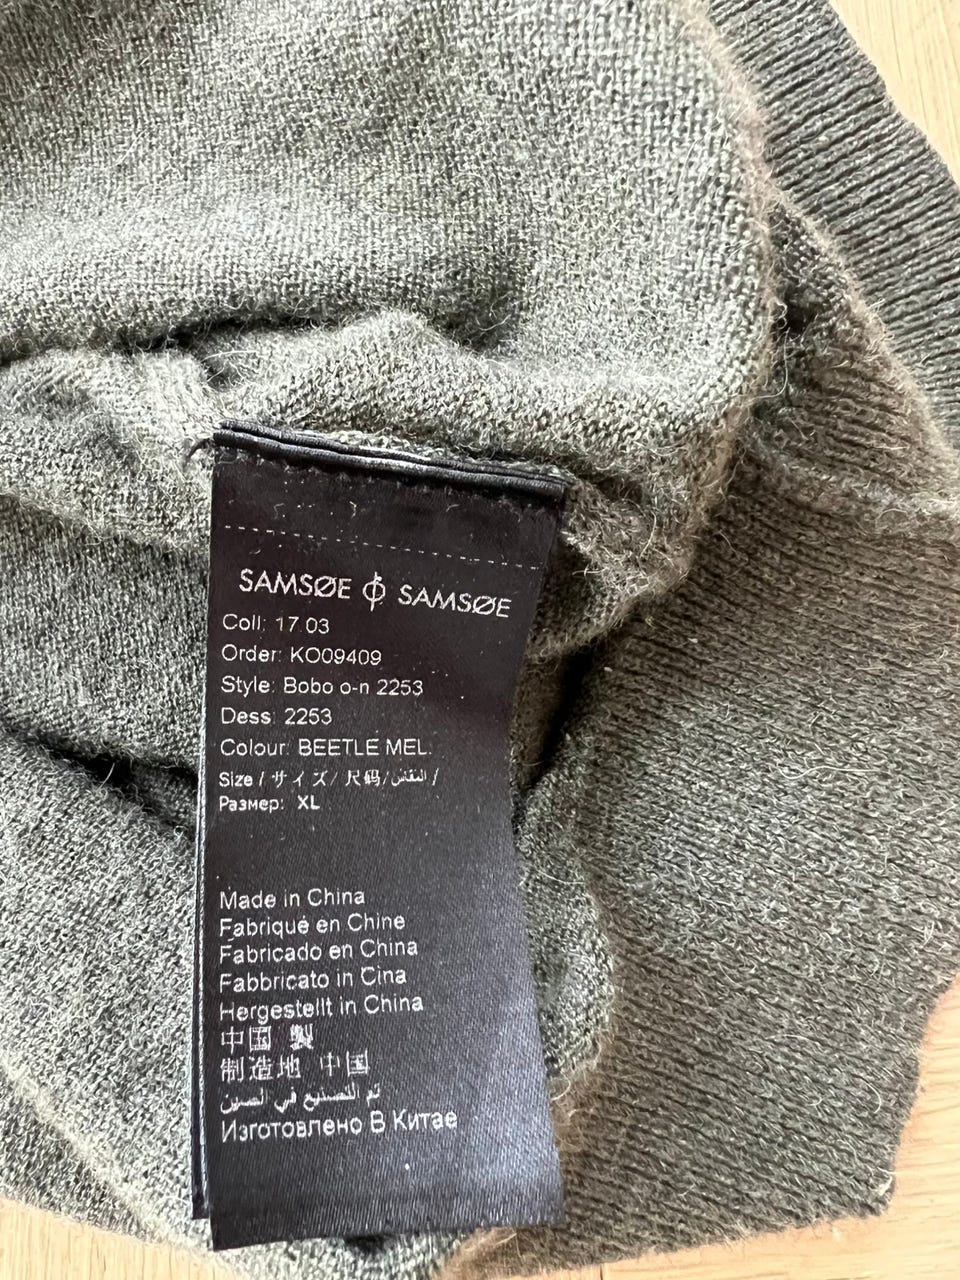 SAMSØE SAMSØE
Coll: 17.03
Order: KO09409
Style: Bobo o-n 2253
Dess: 2253
Colour: BEETLE MEL.
Size / サイズ / 尺码 / المقاس /
Размер: XL
Made in China
Fabriqué en Chine
Fabricado en China
Fabbricato in Cina
Hergestellt in China
中国 製
制造地 中国
تم التصنيع في الصين
Изготовлено В Китае